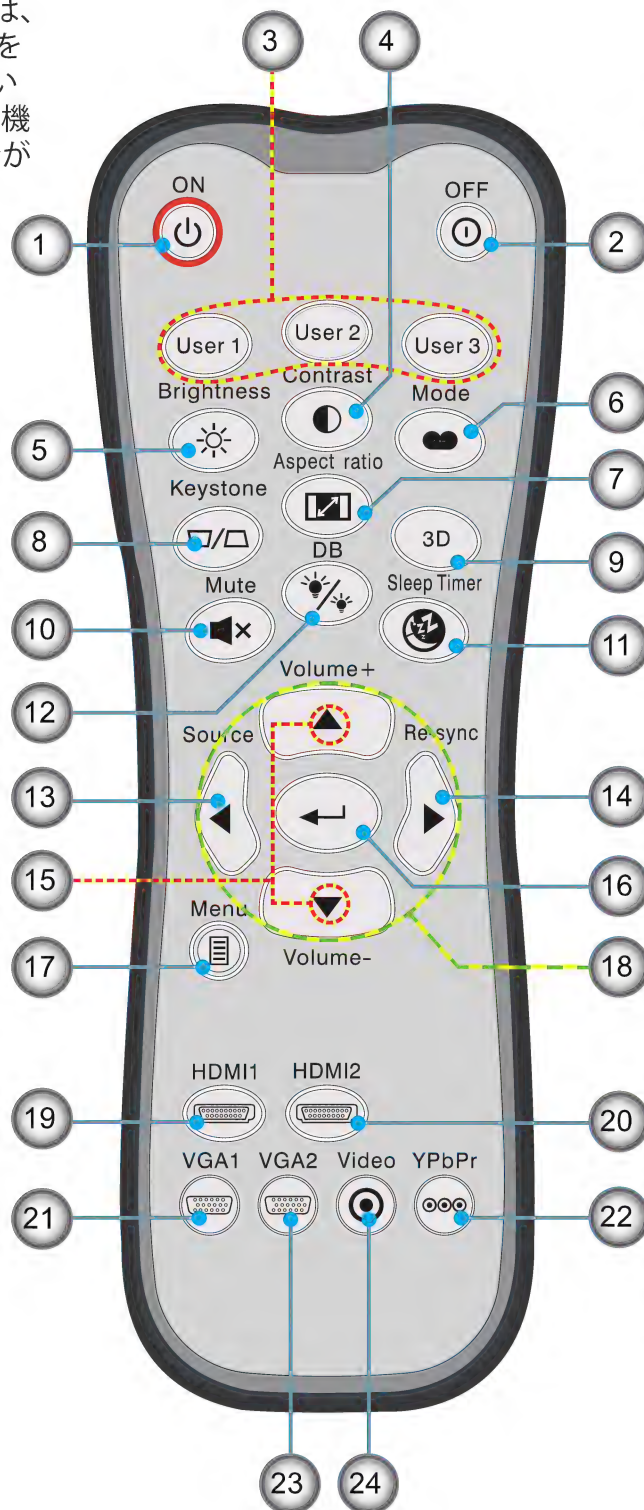 は、
を
い
機
が
3
4
ON
OFF
1
2
User 1
User 2
User 3
Brightness
Contrast
Mode
5
6
Aspect ratio
7
Keystone
8
3D
9
DB
Mute
Sleep Timer
10
11
12
Volume+
Source
Re-sync
13
14
15
16
Menu
17
Volume-
18
HDMI1
HDMI2
19
20
VGA1
VGA2
Video
YPbPr
21
22
23
24